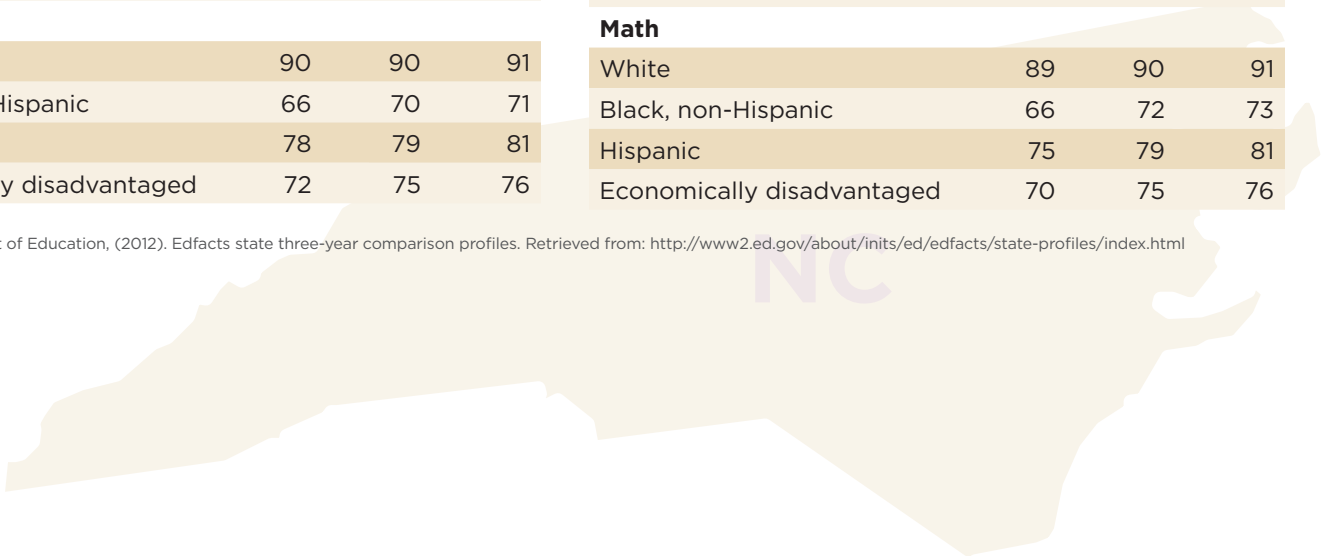 90 90 91
Hispanic 66 70 71
78 79 81
y disadvantaged 72 75 76
Math
White 89 90 91
Black, non-Hispanic 66 72 73
Hispanic 75 79 81
Economically disadvantaged 70 75 76
t of Education, (2012). Edfacts state three-year comparison profiles. Retrieved from: http://www2.ed.gov/about/inits/ed/edfacts/state-profiles/index.html
NC